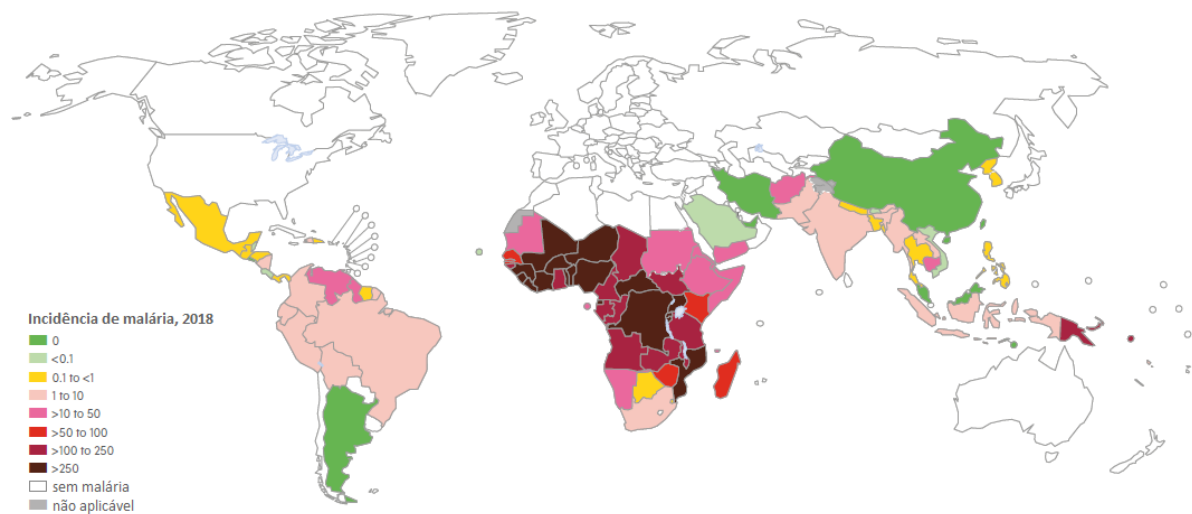 Incidência de malária, 2018
0
<0.1
0.1 to <1
1 to 10
>10 to 50
>50 to 100
>100 to 250
>250
sem malária
não aplicável